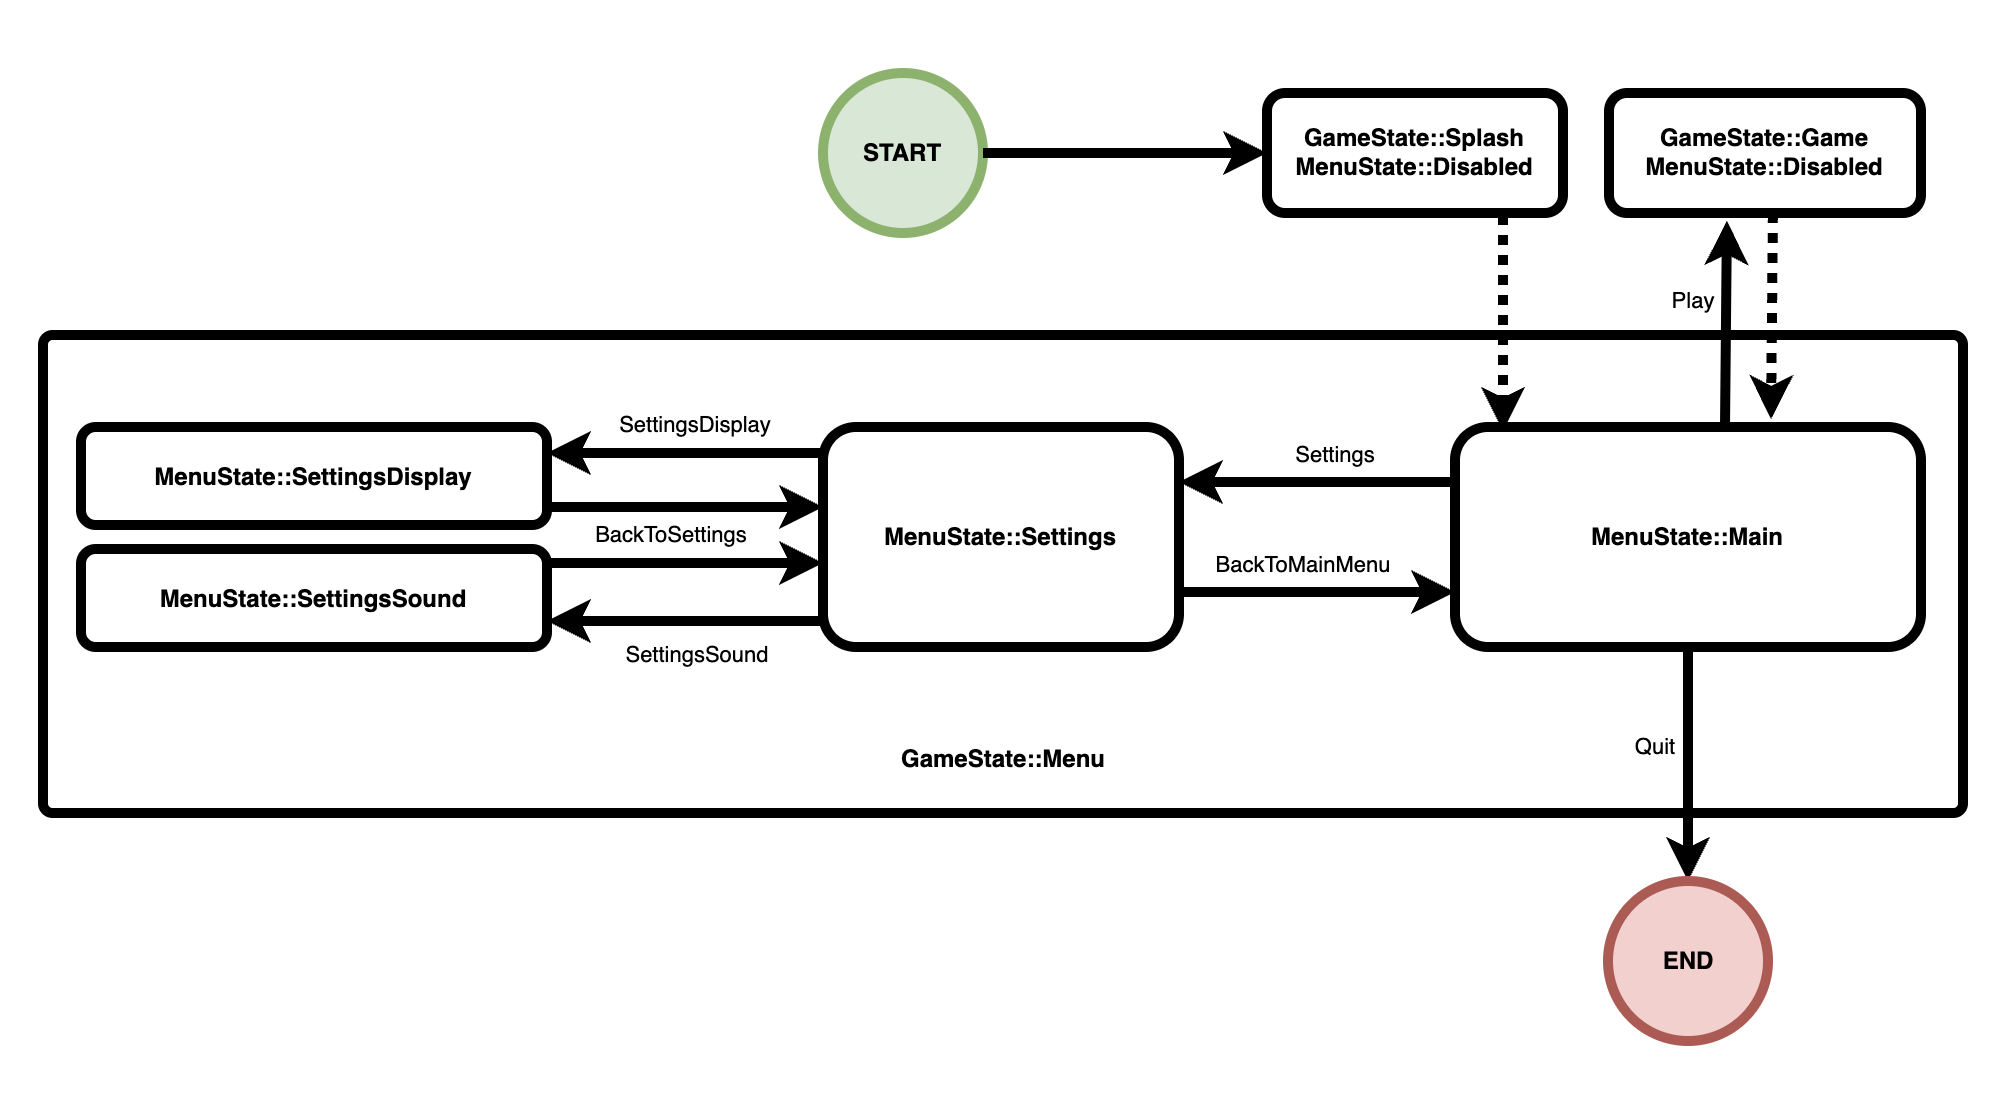 START
GameState::Splash
MenuState::Disabled
GameState::Game
MenuState::Disabled
Play
SettingsDisplay
MenuState::SettingsDisplay
BackToSettings
MenuState::SettingsSound
SettingsSound
MenuState::Settings
Settings
BackToMainMenu
MenuState::Main
GameState::Menu
Quit
END